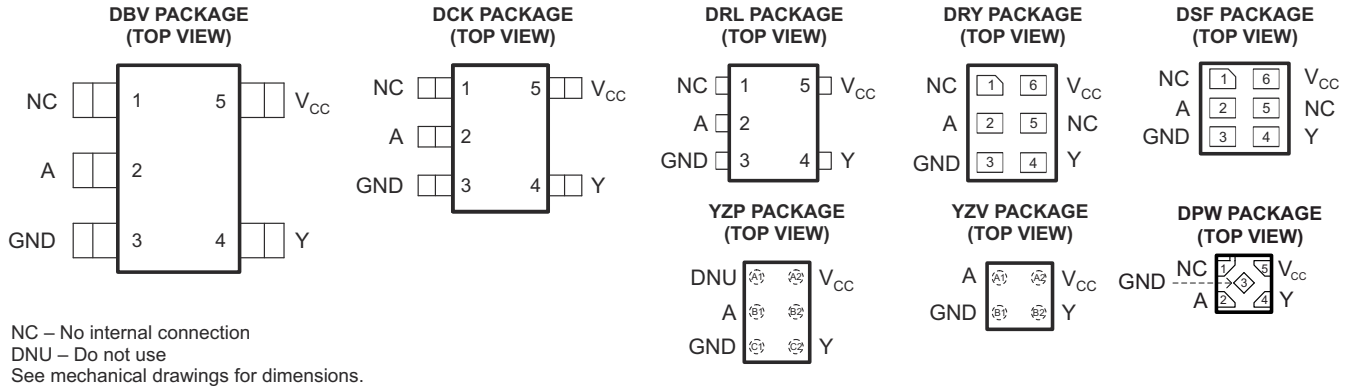 DBV PACKAGE
(TOP VIEW)
NC 1 5 VCC
A 2
GND 3 4 Y
DCK PACKAGE
(TOP VIEW)
NC 1 5 VCC
A 2
GND 3 4 Y
DRL PACKAGE
(TOP VIEW)
NC 1 5 VCC
A 2
GND 3 4 Y
DRY PACKAGE
(TOP VIEW)
NC 1 6 VCC
A 2 5 NC
GND 3 4 Y
DSF PACKAGE
(TOP VIEW)
NC 1 6 VCC
A 2 5 NC
GND 3 4 Y
YZP PACKAGE
(TOP VIEW)
DNU A1 A2 VCC
A B1 B2
GND C1 C2 Y
YZV PACKAGE
(TOP VIEW)
A A1 A2 VCC
GND B1 B2 Y
DPW PACKAGE
(TOP VIEW)
NC 1 5 VCC
GND 3
A 2 4 Y
NC – No internal connection
DNU – Do not use
See mechanical drawings for dimensions.